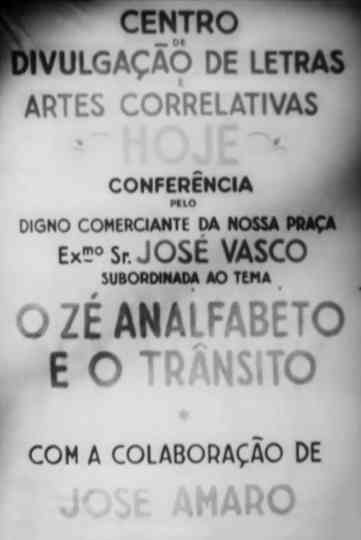 CENTRO
DE
DIVULGAÇÃO DE LETRAS
E
ARTES CORRELATIVAS
HOJE
CONFERÊNCIA
PELO
DIGNO COMERCIANTE DA NOSSA PRAÇA
Exmo Sr. JOSÉ VASCO
SUBORDINADA AO TEMA
O ZÉ ANALFABETO
E O TRÂNSITO
COM A COLABORAÇÃO DE
JOSE AMARO